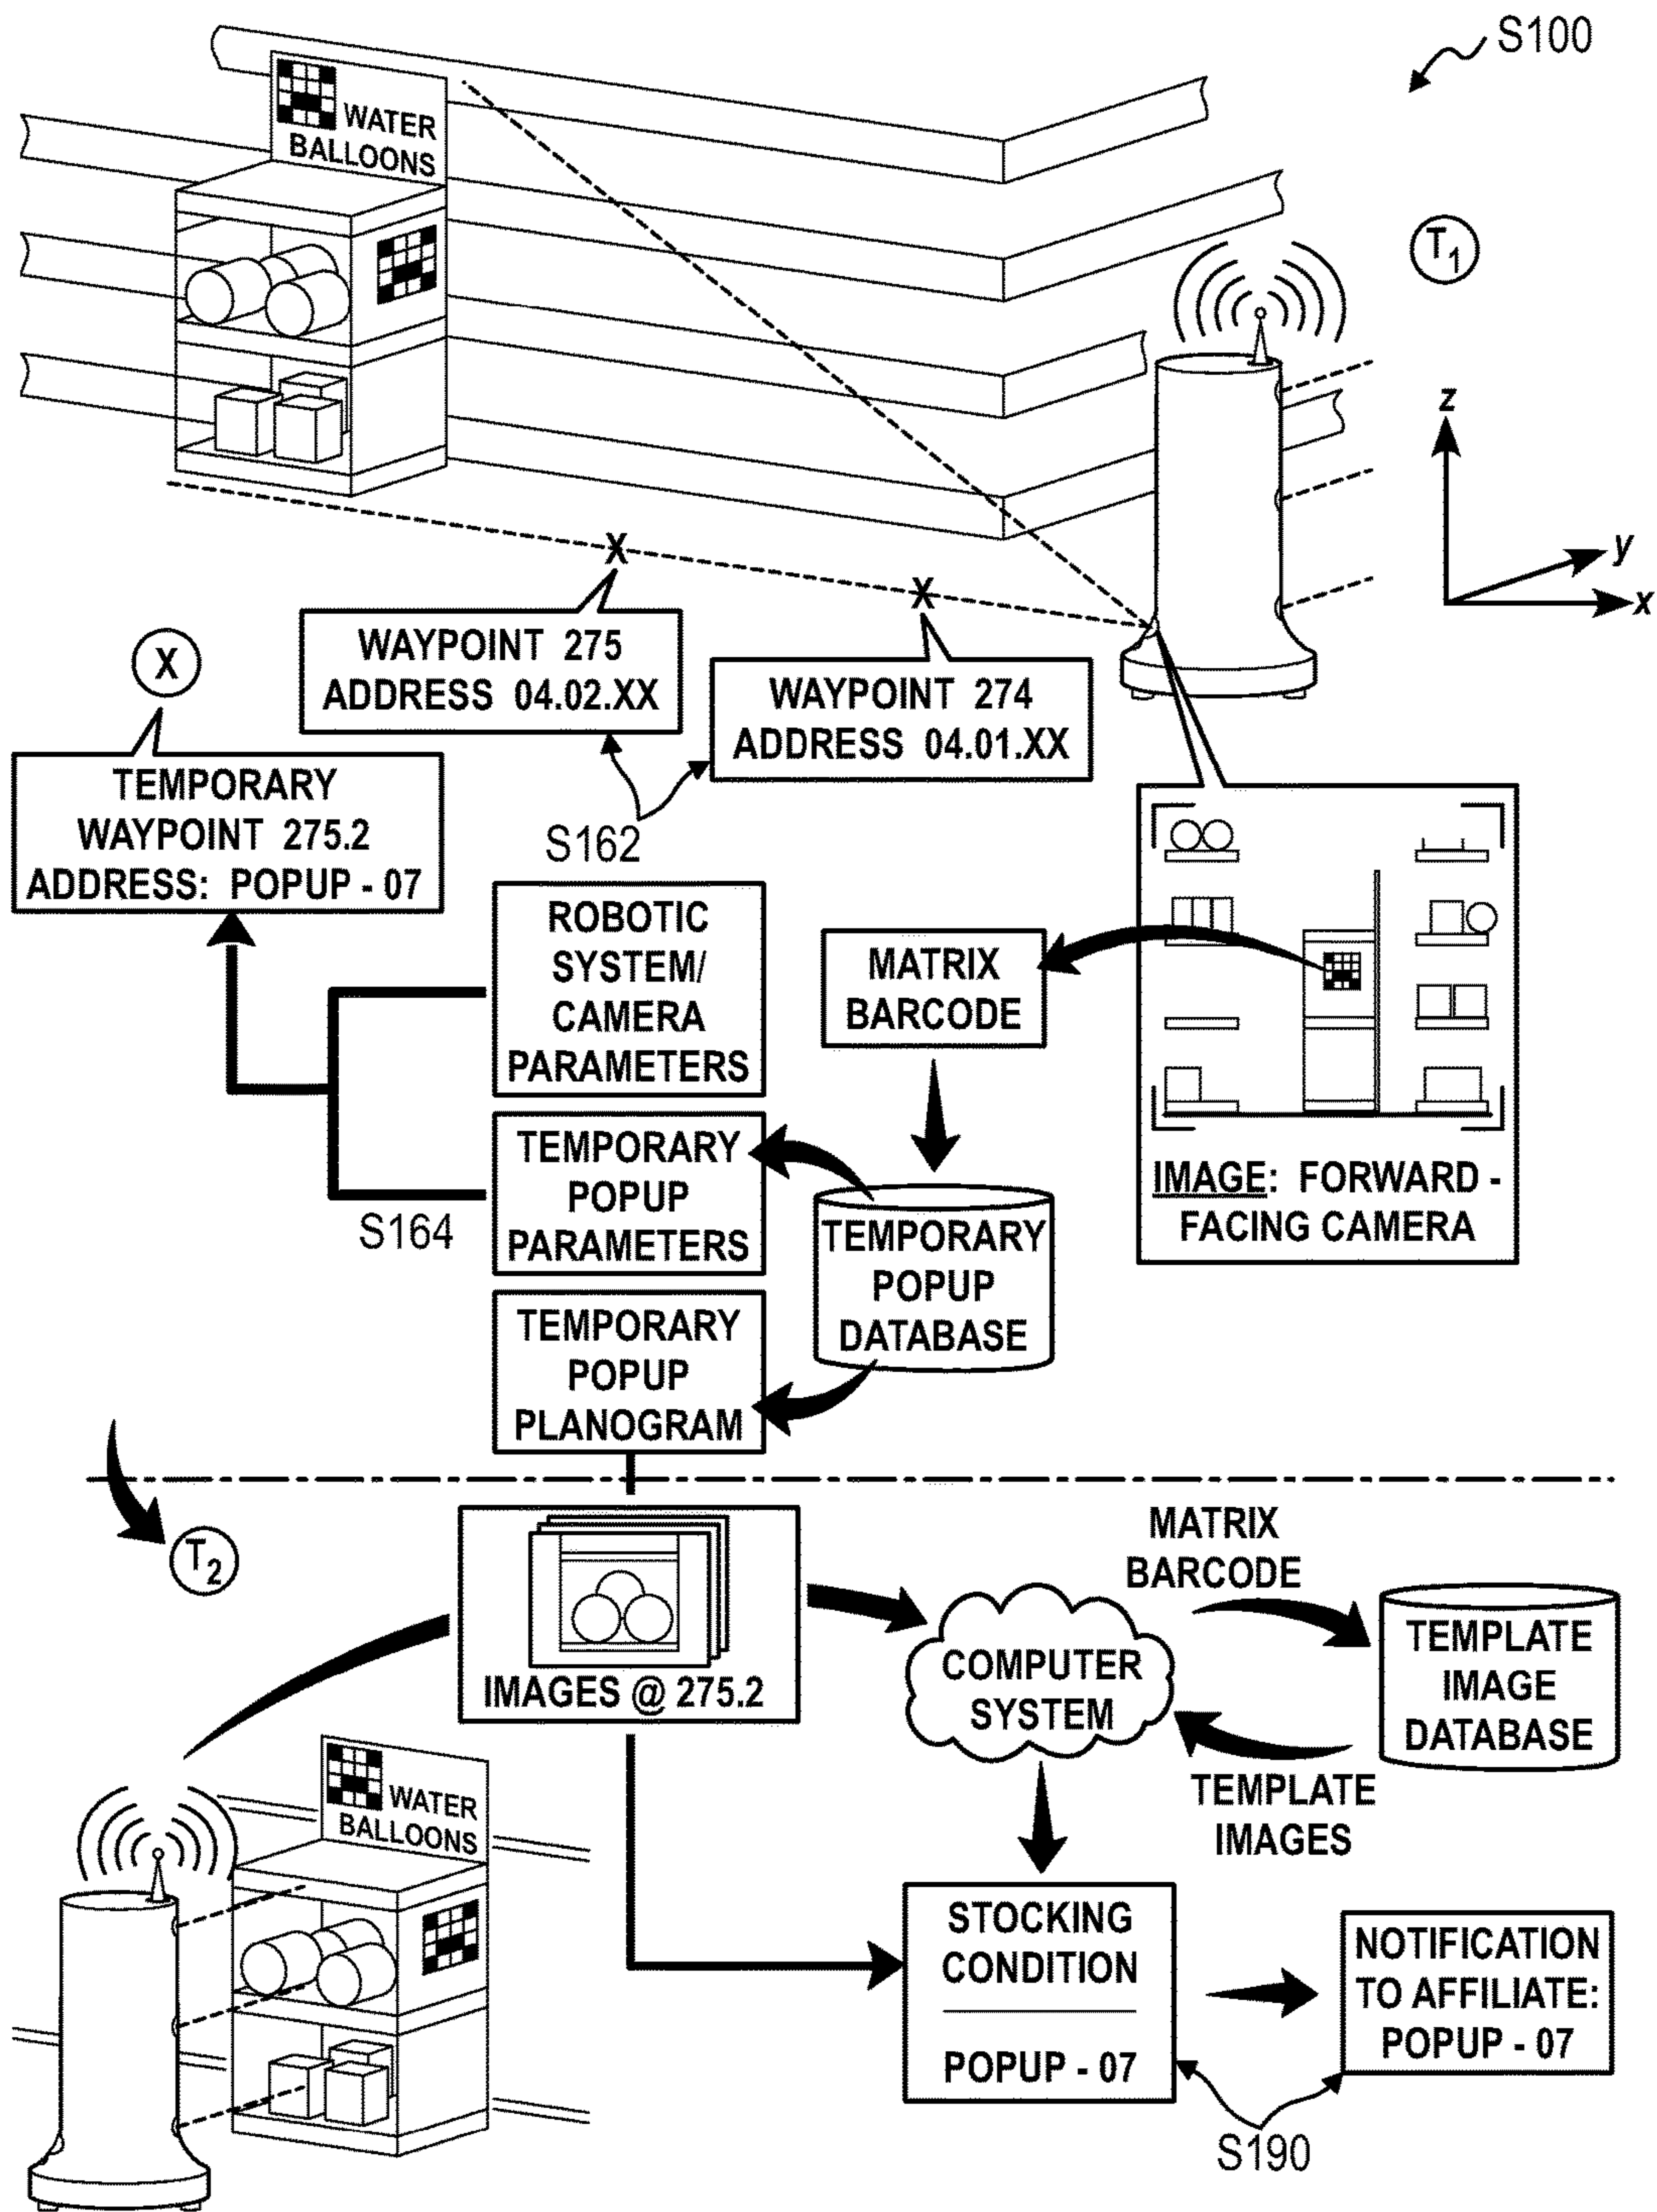 S100
WATER
BALLOONS
T1
z
y
x
WAYPOINT 275
ADDRESS 04.02.XX
X
X
WAYPOINT 274
ADDRESS 04.01.XX
X
TEMPORARY
WAYPOINT 275.2
ADDRESS: POPUP - 07
S162
ROBOTIC
SYSTEM/
CAMERA
PARAMETERS
MATRIX
BARCODE
TEMPORARY
POPUP
PARAMETERS
S164
IMAGE: FORWARD -
FACING CAMERA
TEMPORARY
POPUP
DATABASE
TEMPORARY
POPUP
PLANOGRAM
T2
IMAGES @ 275.2
MATRIX
BARCODE
COMPUTER
SYSTEM
TEMPLATE
IMAGE
DATABASE
TEMPLATE
IMAGES
WATER
BALLOONS
STOCKING
CONDITION
POPUP - 07
NOTIFICATION
TO AFFILIATE:
POPUP - 07
S190